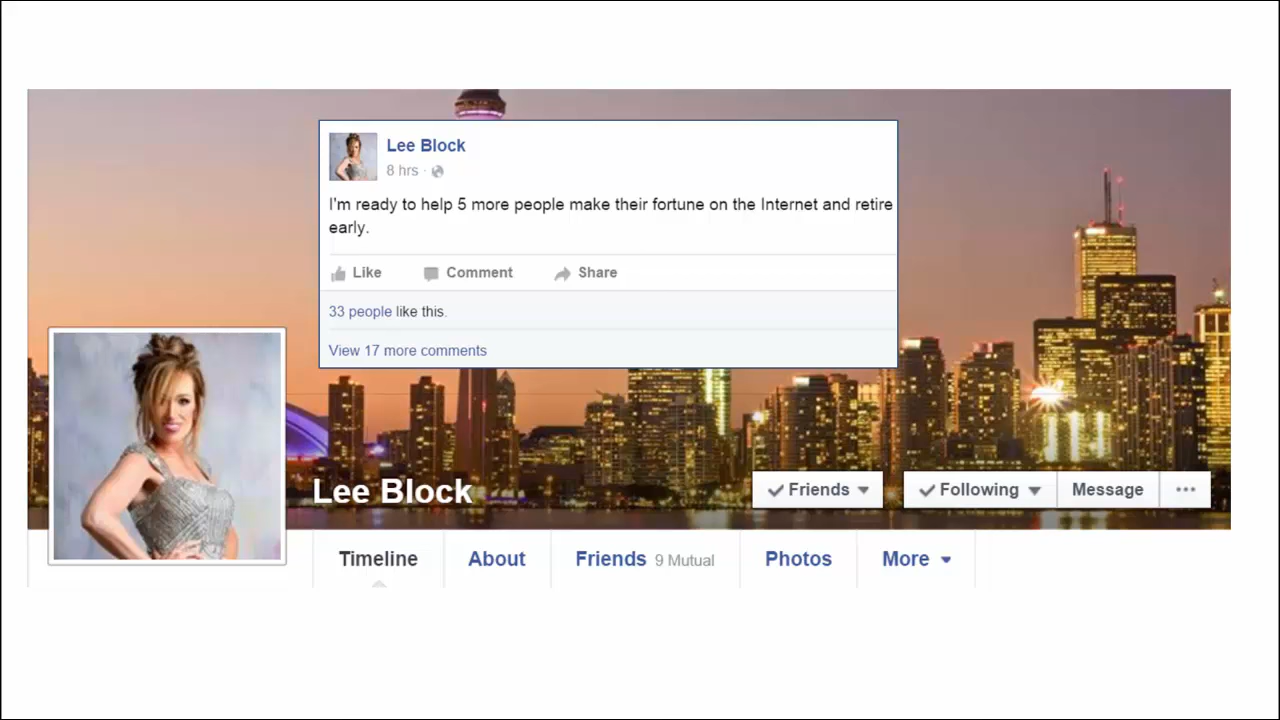 Lee Block
8 hrs ·
I'm ready to help 5 more people make their fortune on the Internet and retire
early.
Like Comment Share
33 people like this.
View 17 more comments
Lee Block
Friends Following Message ...
Timeline About Friends 9 Mutual Photos More